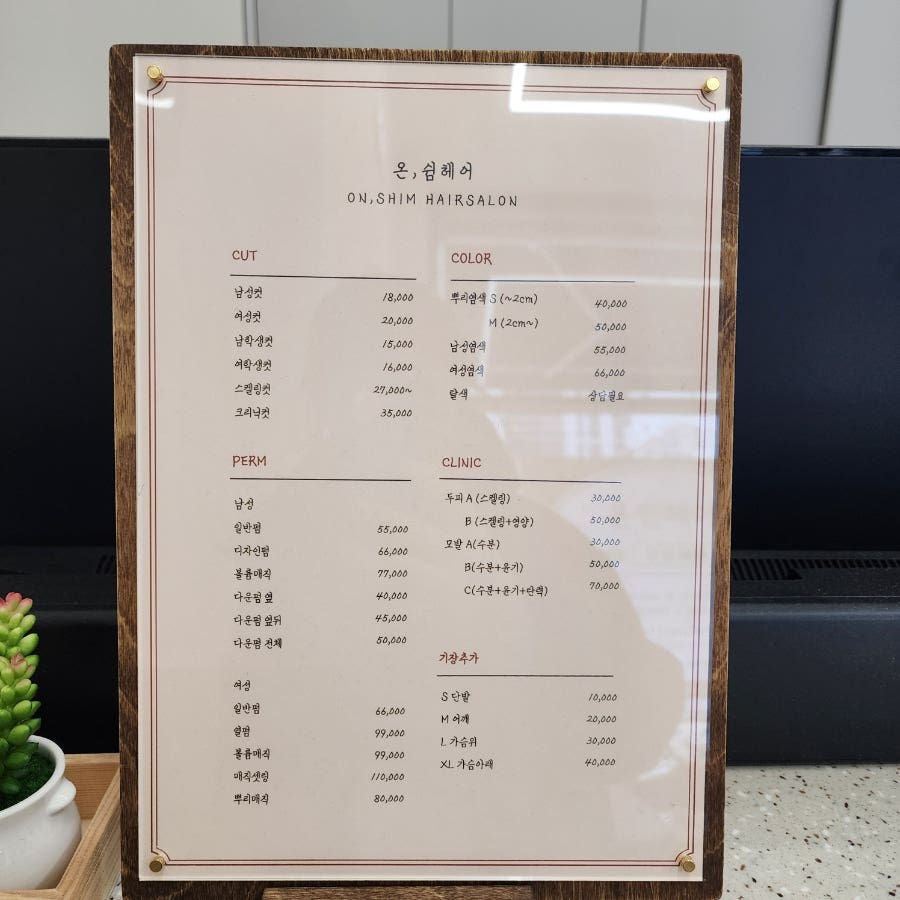 온,쉼헤어
ON,SHIM HAIRSALON
CUT
남성컷 18,000
여성컷 20,000
남학생컷 15,000
여학생컷 16,000
스켈링컷 27,000~
크리닉컷 35,000
PERM
남성
일반펌 55,000
디자인펌 66,000
볼륨매직 77,000
다운펌 옆 40,000
다운펌 옆뒤 45,000
다운펌 전체 50,000
여성
일반펌 66,000
열펌 99,000
볼륨매직 99,000
매직셋팅 110,000
뿌리매직 80,000
COLOR
뿌리염색 S (~2cm) 40,000
M (2cm~) 50,000
남성염색 55,000
여성염색 66,000
탈색 상담필요
CLINIC
두피 A (스켈링) 30,000
B (스켈링+영양) 50,000
모발 A(수분) 30,000
B(수분+윤기) 50,000
C(수분+윤기+탄력) 70,000
기장추가
S 단발 10,000
M 어깨 20,000
L 가슴위 30,000
XL 가슴아래 40,000